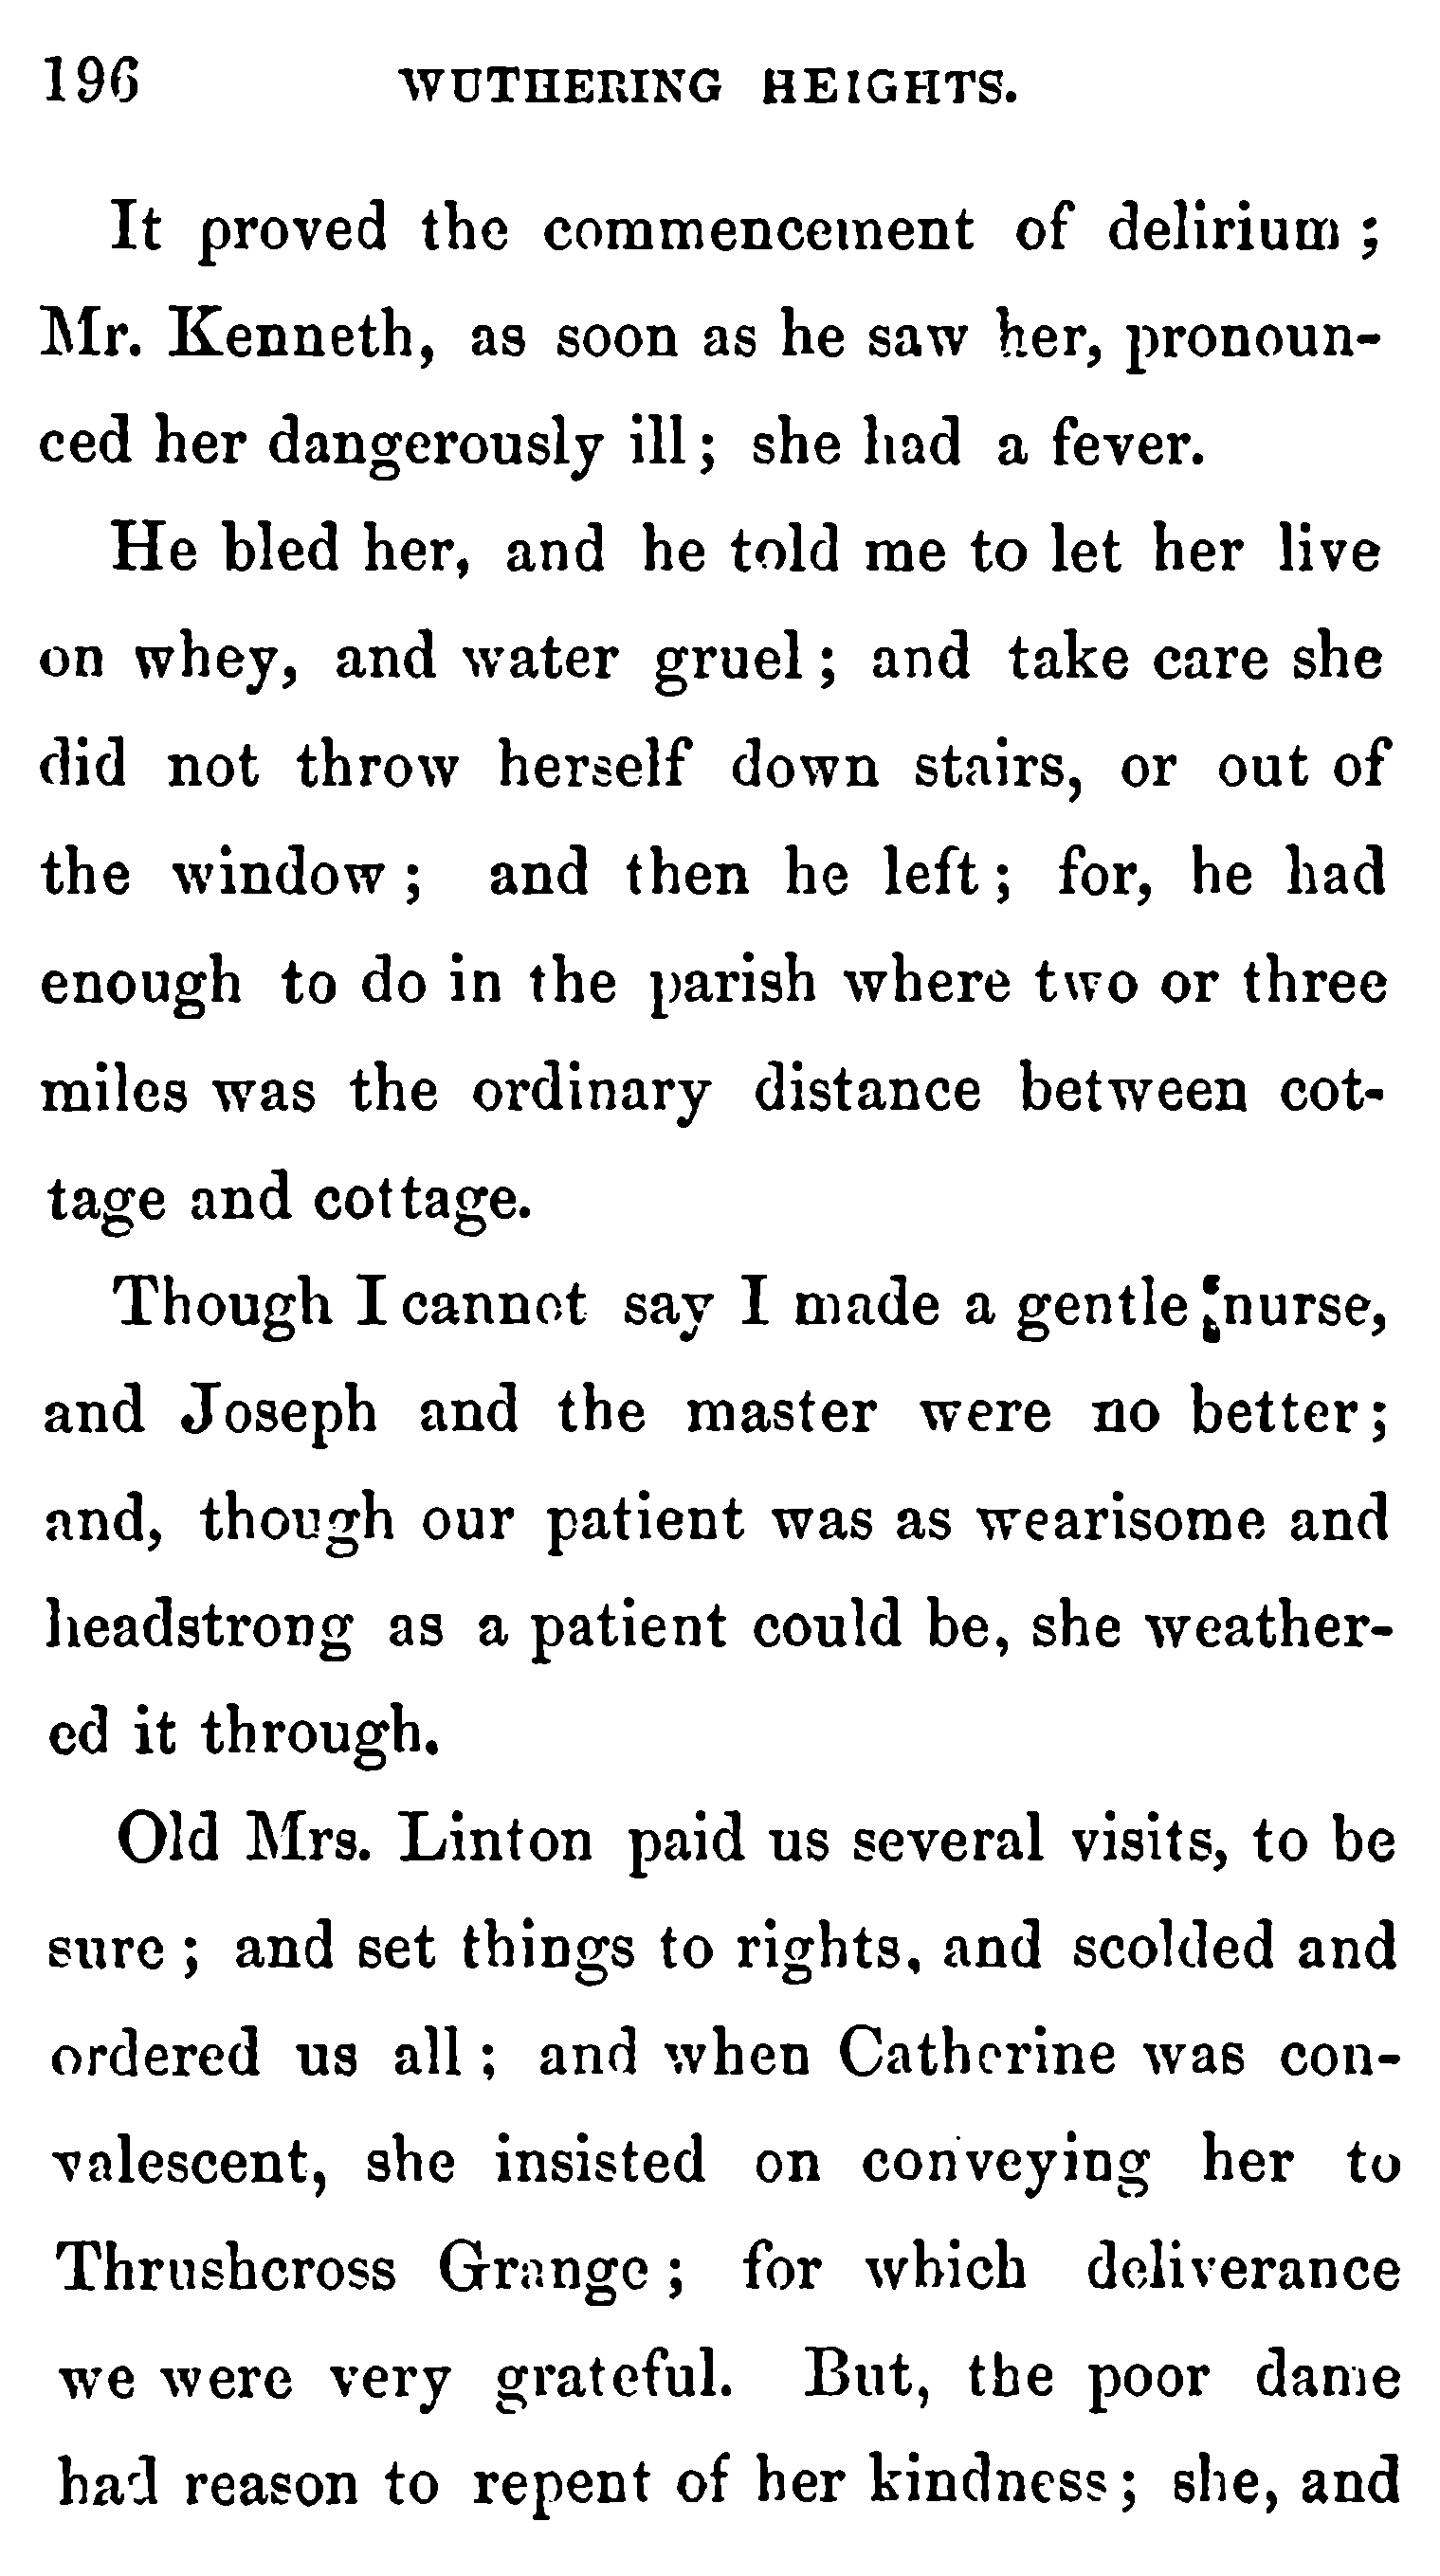 196 WUTHERING HEIGHTS.
It proved the commencement of delirium ;
Mr. Kenneth, as soon as he saw her, pronoun-
ced her dangerously ill ; she had a fever.
He bled her, and he told me to let her live
on whey, and water gruel ; and take care she
did not throw herself down stairs, or out of
the window ; and then he left ; for, he had
enough to do in the parish where two or three
miles was the ordinary distance between cot-
tage and cottage.
Though I cannot say I made a gentle nurse,
and Joseph and the master were no better ;
and, though our patient was as wearisome and
headstrong as a patient could be, she weather-
ed it through.
Old Mrs. Linton paid us several visits, to be
sure ; and set things to rights, and scolded and
ordered us all ; and when Catherine was con-
valescent, she insisted on conveying her to
Thrushcross Grange ; for which deliverance
we were very grateful. But, the poor dame
had reason to repent of her kindness ; she, and